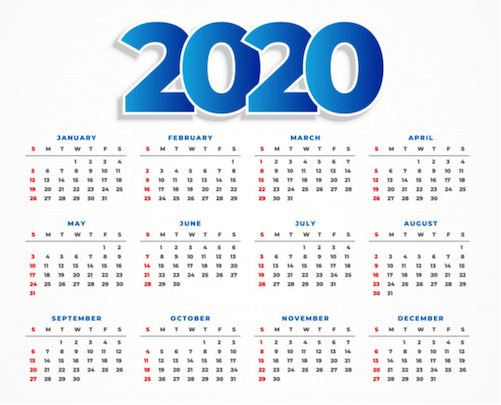 2020
JANUARY
S M T W T F S
1 2 3 4
5 6 7 8 9 10 11
12 13 14 15 16 17 18
19 20 21 22 23 24 25
26 27 28 29 30 31
FEBRUARY
S M T W T F S
1
2 3 4 5 6 7 8
9 10 11 12 13 14 15
16 17 18 19 20 21 22
23 24 25 26 27 28 29
MARCH
S M T W T F S
1 2 3 4 5 6 7
8 9 10 11 12 13 14
15 16 17 18 19 20 21
22 23 24 25 26 27 28
29 30 31
APRIL
S M T W T F S
1 2 3 4
5 6 7 8 9 10 11
12 13 14 15 16 17 18
19 20 21 22 23 24 25
26 27 28 29 30
MAY
S M T W T F S
1 2
3 4 5 6 7 8 9
10 11 12 13 14 15 16
17 18 19 20 21 22 23
24 25 26 27 28 29 30
31
JUNE
S M T W T F S
1 2 3 4 5 6
7 8 9 10 11 12 13
14 15 16 17 18 19 20
21 22 23 24 25 26 27
28 29 30
JULY
S M T W T F S
1 2 3 4
5 6 7 8 9 10 11
12 13 14 15 16 17 18
19 20 21 22 23 24 25
26 27 28 29 30 31
AUGUST
S M T W T F S
1
2 3 4 5 6 7 8
9 10 11 12 13 14 15
16 17 18 19 20 21 22
23 24 25 26 27 28 29
30 31
SEPTEMBER
S M T W T F S
1 2 3 4 5
6 7 8 9 10 11 12
13 14 15 16 17 18 19
20 21 22 23 24 25 26
27 28 29 30
OCTOBER
S M T W T F S
1 2 3
4 5 6 7 8 9 10
11 12 13 14 15 16 17
18 19 20 21 22 23 24
25 26 27 28 29 30 31
NOVEMBER
S M T W T F S
1 2 3 4 5 6 7
8 9 10 11 12 13 14
15 16 17 18 19 20 21
22 23 24 25 26 27 28
29 30
DECEMBER
S M T W T F S
1 2 3 4 5
6 7 8 9 10 11 12
13 14 15 16 17 18 19
20 21 22 23 24 25 26
27 28 29 30 31